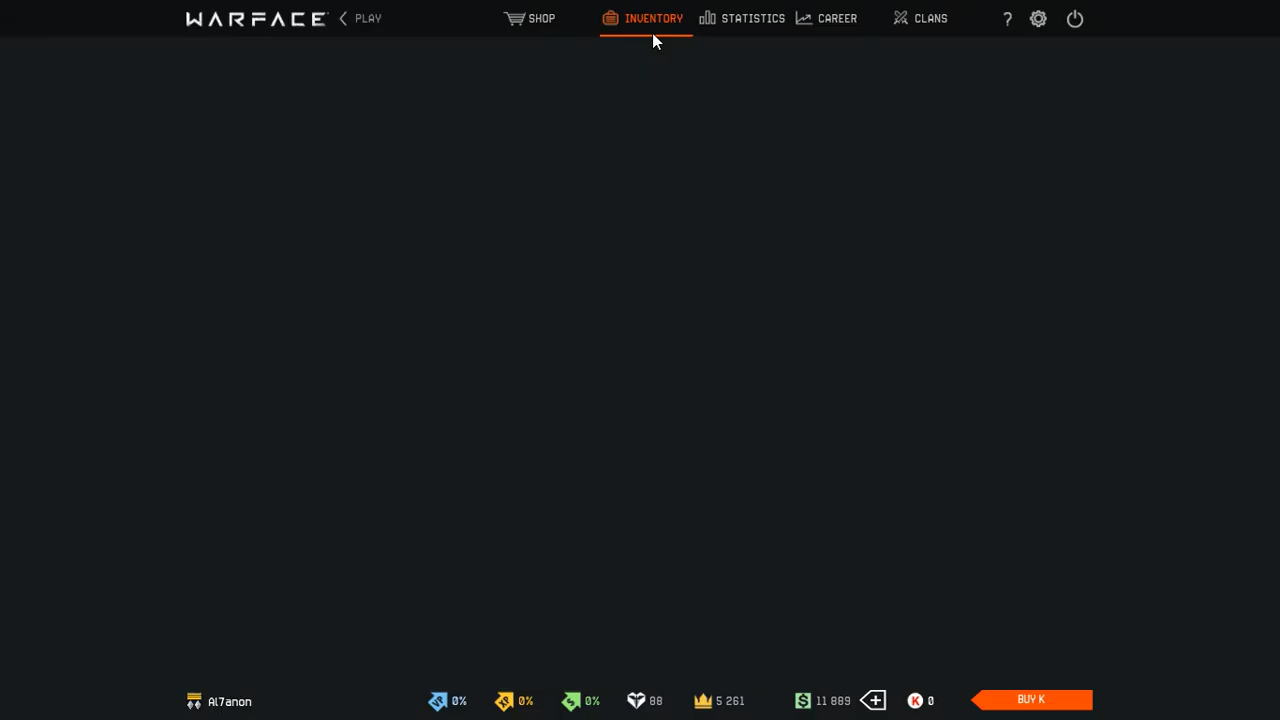 WARFACE PLAY SHOP INVENTORY STATISTICS CAREER CLANS ?
Al7anon 0% 0% 0% 88 5 261 11 889 K 0 BUY K